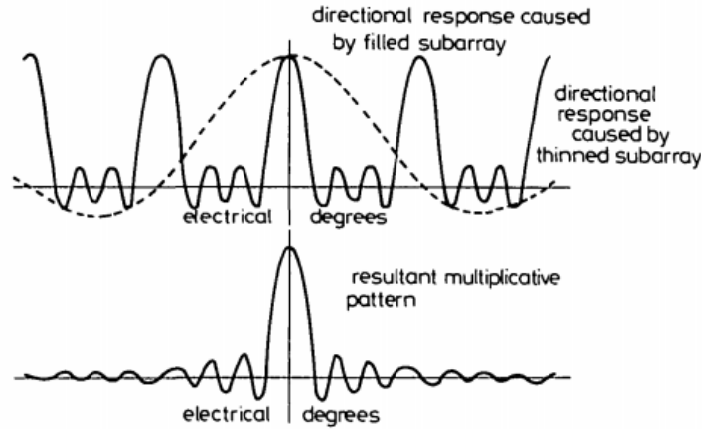 directional response caused
by filled subarray
directional
response
caused by
thinned subarray
electrical degrees
resultant multiplicative
pattern
electrical degrees